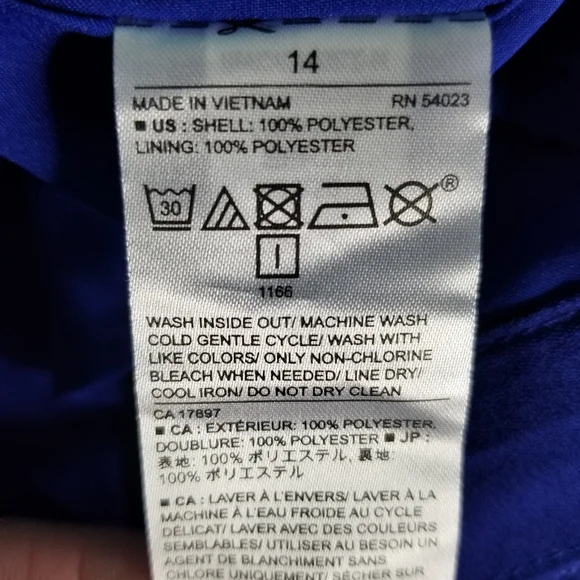 14
MADE IN VIETNAM RN 54023
■ US : SHELL: 100% POLYESTER,
LINING: 100% POLYESTER
30 ®
1166
WASH INSIDE OUT/ MACHINE WASH
COLD GENTLE CYCLE/ WASH WITH
LIKE COLORS/ ONLY NON-CHLORINE
BLEACH WHEN NEEDED/ LINE DRY/
COOL IRON/ DO NOT DRY CLEAN
CA 17897
■ CA : EXTÉRIEUR: 100% POLYESTER,
DOUBLURE: 100% POLYESTER ■ JP :
表地: 100% ポリエステル, 裏地:
100% ポリエステル
■ CA : LAVER À L'ENVERS/ LAVER À LA
MACHINE À L'EAU FROIDE AU CYCLE
DÉLICAT/ LAVER AVEC DES COULEURS
SEMBLABLES/ UTILISER AU BESOIN UN
AGENT DE BLANCHIMENT SANS
CHLORE UNIQUEMENT/ SÉCHER SUR